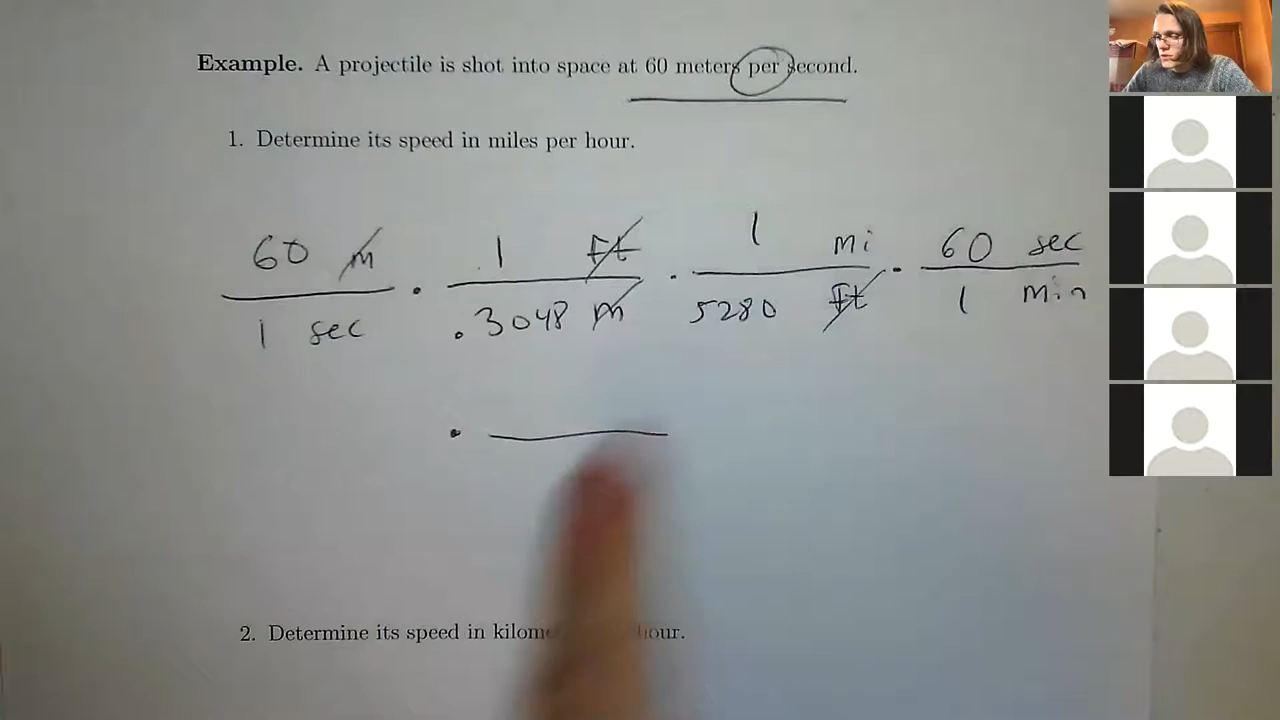 Example. A projectile is shot into space at 60 meters per second.
1. Determine its speed in miles per hour.
60 m / 1 sec · 1 ft / .3048 m · 1 mi / 5280 ft · 60 sec / 1 min
·
2. Determine its speed in hour.